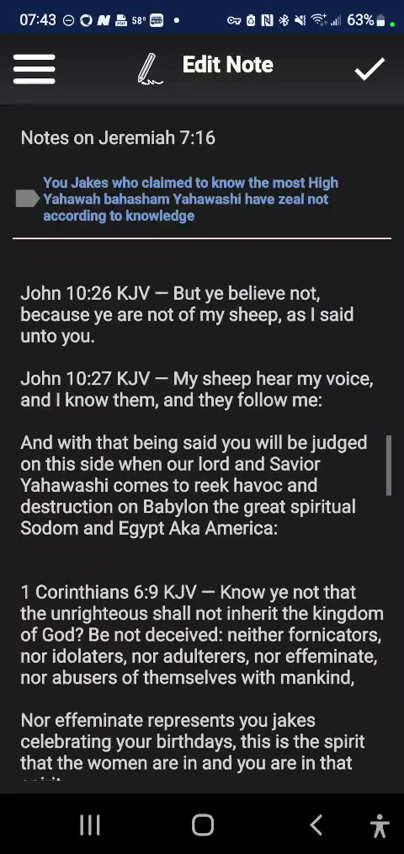 07:43
58°
63%
Edit Note
Notes on Jeremiah 7:16
You Jakes who claimed to know the most High
Yahawah bahasham Yahawashi have zeal not
according to knowledge
John 10:26 KJV — But ye believe not,
because ye are not of my sheep, as I said
unto you.
John 10:27 KJV — My sheep hear my voice,
and I know them, and they follow me:
And with that being said you will be judged
on this side when our lord and Savior
Yahawashi comes to reek havoc and
destruction on Babylon the great spiritual
Sodom and Egypt Aka America:
1 Corinthians 6:9 KJV — Know ye not that
the unrighteous shall not inherit the kingdom
of God? Be not deceived: neither fornicators,
nor idolaters, nor adulterers, nor effeminate,
nor abusers of themselves with mankind,
Nor effeminate represents you jakes
celebrating your birthdays, this is the spirit
that the women are in and you are in that